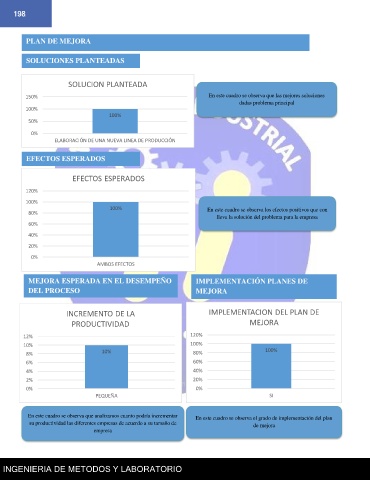 198
PLAN DE MEJORA
SOLUCIONES PLANTEADAS
SOLUCION PLANTEADA
150%
100%
50%
0%
100%
ELABORACIÓN DE UNA NUEVA LINEA DE PRODUCCIÓN
En este cuadro se observa que las mejores soluciones
dadas problema principal
INDUSTRIAL
EFECTOS ESPERADOS
EFECTOS ESPERADOS
120%
100%
80%
60%
40%
20%
0%
100%
AMBOS EFECTOS
En este cuadro se observa los efectos positivos que con
lleva la solución del problema para la empresa
MEJORA ESPERADA EN EL DESEMPEÑO
DEL PROCESO
INCREMENTO DE LA
PRODUCTIVIDAD
12%
10%
8%
6%
4%
2%
0%
10%
PEQUEÑA
En este cuadro se observa que analizamos cuanto podría incrementar
su productividad las diferentes empresas de acuerdo a su tamaño de
empresa
IMPLEMENTACIÓN PLANES DE
MEJORA
IMPLEMENTACION DEL PLAN DE
MEJORA
120%
100%
80%
60%
40%
20%
0%
100%
SI
En este cuadro se observa el grado de implementación del plan
de mejora
INGENIERIA DE METODOS Y LABORATORIO